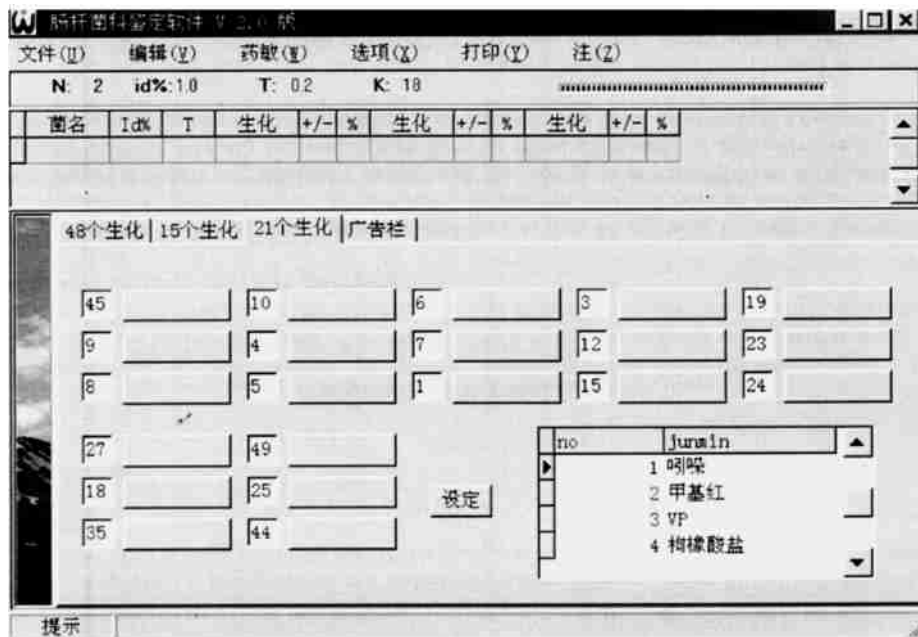 肠杆菌科鉴定软件 V 2.0 版
文件(U) 编辑(V) 药敏(W) 选项(X) 打印(Y) 注(Z)
N: 2 id%:1.0 T: 0.2 K: 18
菌名 Id% T 生化 +/- % 生化 +/- % 生化 +/- %
48个生化 15个生化 21个生化 广告栏
45 10 6 3 19
9 4 7 12 23
8 5 1 15 24
27 49
18 25
35 44
设定
no junmin
1 吲哚
2 甲基红
3 VP
4 枸橼酸盐
提示